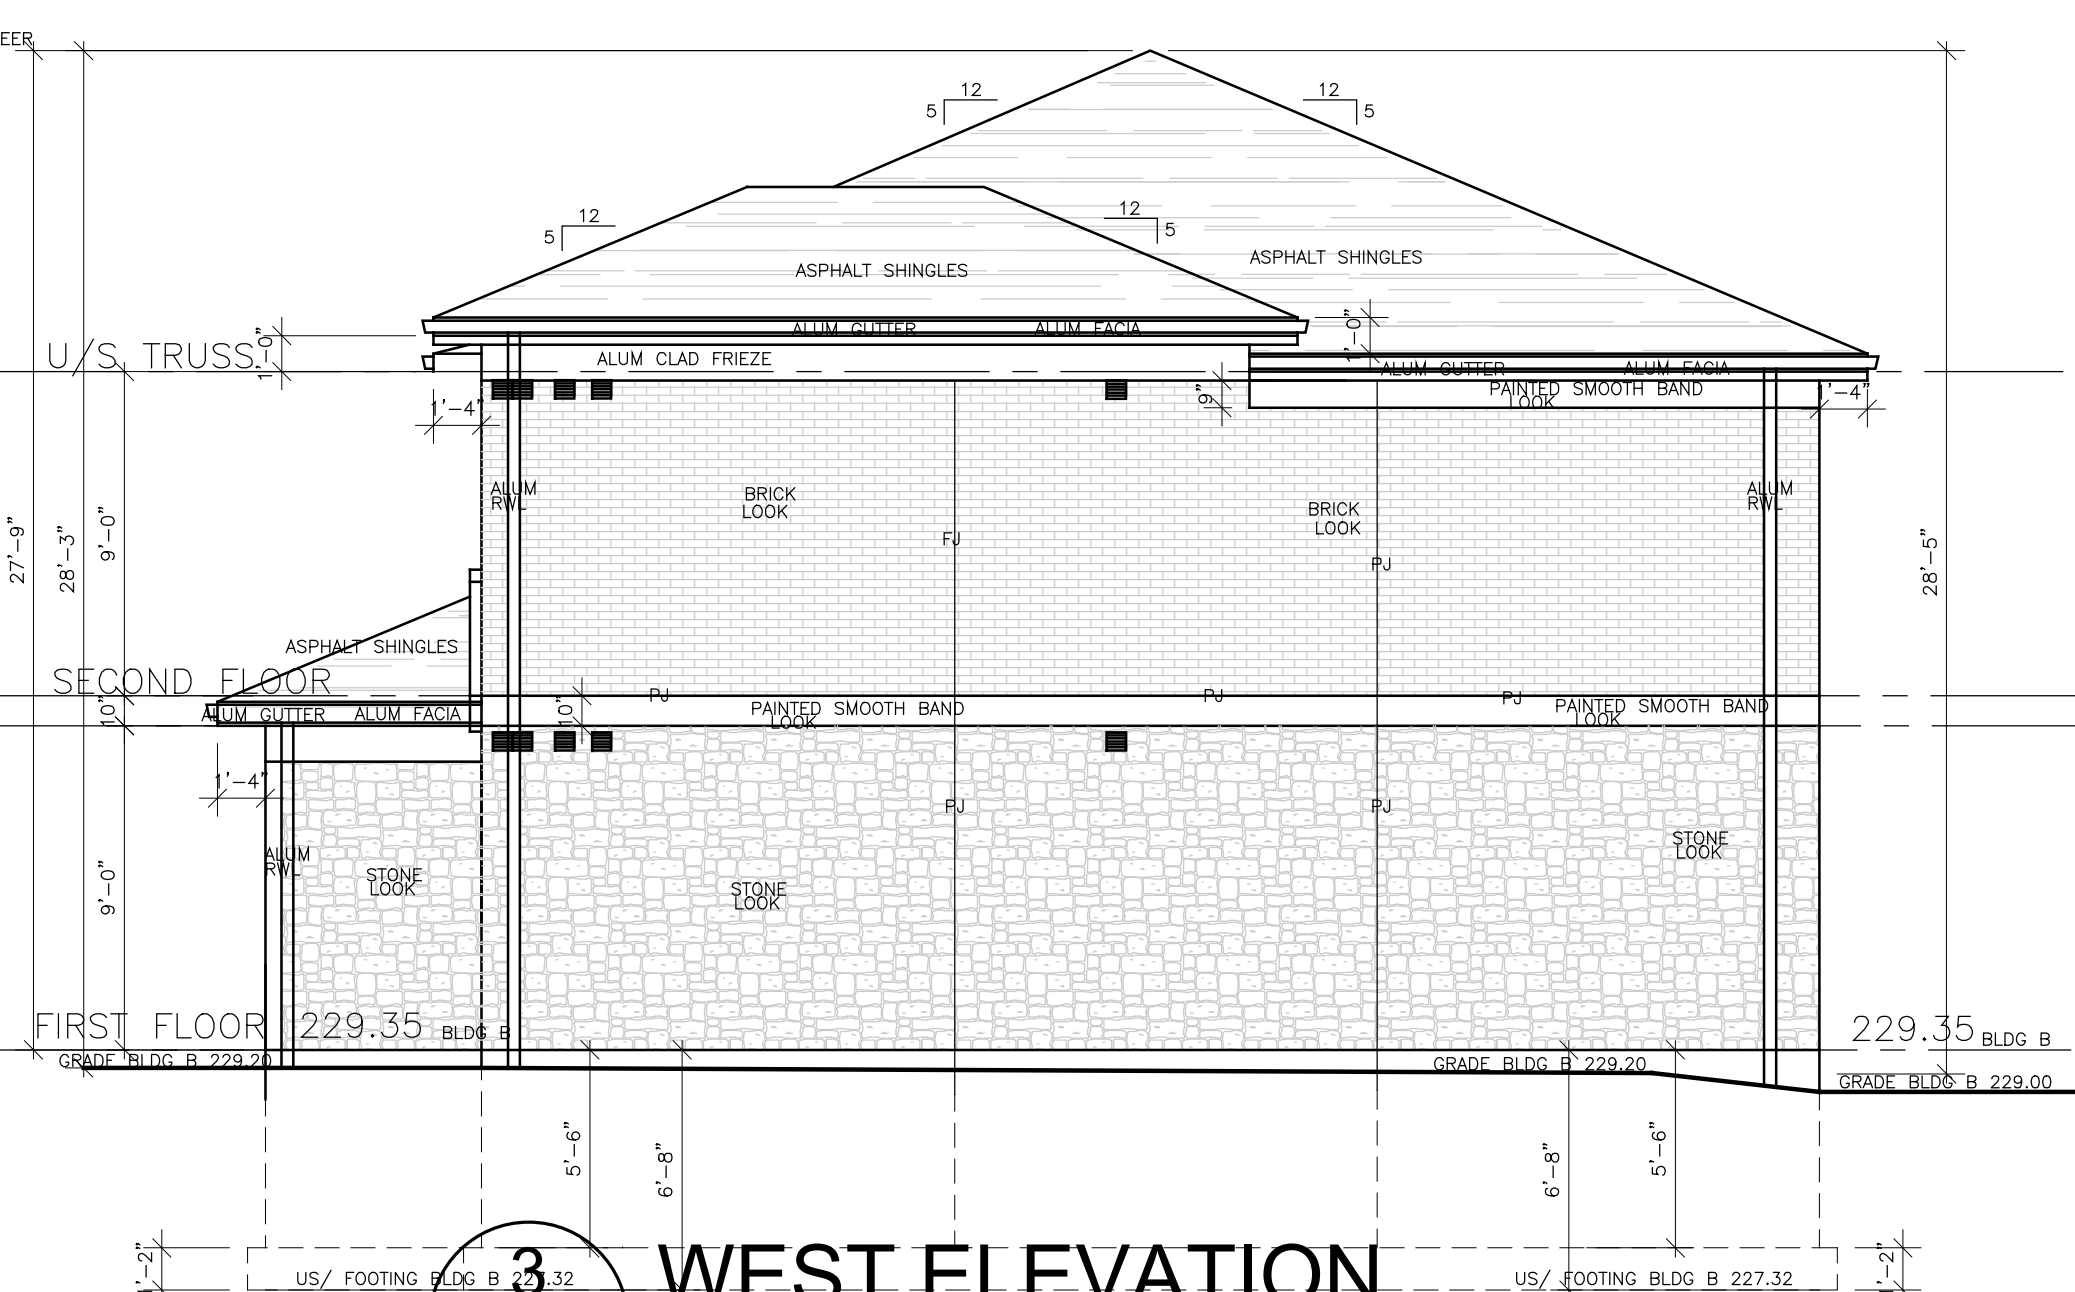 EER
12
5
12
5
12
5
12
5
ASPHALT SHINGLES
ASPHALT SHINGLES
ALUM GUTTER
ALUM FACIA
1'-0"
1'-0"
U/S TRUSS
ALUM CLAD FRIEZE
ALUM GUTTER
ALUM FACIA
PAINTED SMOOTH BAND
LOOK
9"
1'-4"
'-4"
ALUM
RWL
BRICK
LOOK
BRICK
LOOK
ALUM
RWL
FJ
PJ
27'-9"
28'-3"
9'-0"
28'-5"
ASPHALT SHINGLES
SECOND FLOOR
10"
10"
PJ
PJ
PJ
ALUM GUTTER
ALUM FACIA
PAINTED SMOOTH BAND
LOOK
PAINTED SMOOTH BAND
LOOK
1'-4"
PJ
PJ
ALUM
RWL
STONE
LOOK
STONE
LOOK
STONE
LOOK
9'-0"
FIRST FLOOR 229.35 BLDG B
229.35 BLDG B
GRADE BLDG B 229.20
GRADE BLDG B 229.20
GRADE BLDG B 229.00
5'-6"
6'-8"
6'-8"
5'-6"
1'-2"
'-2"
US/ FOOTING BLDG B 227.32
3
WEST ELEVATION
US/ FOOTING BLDG B 227.32